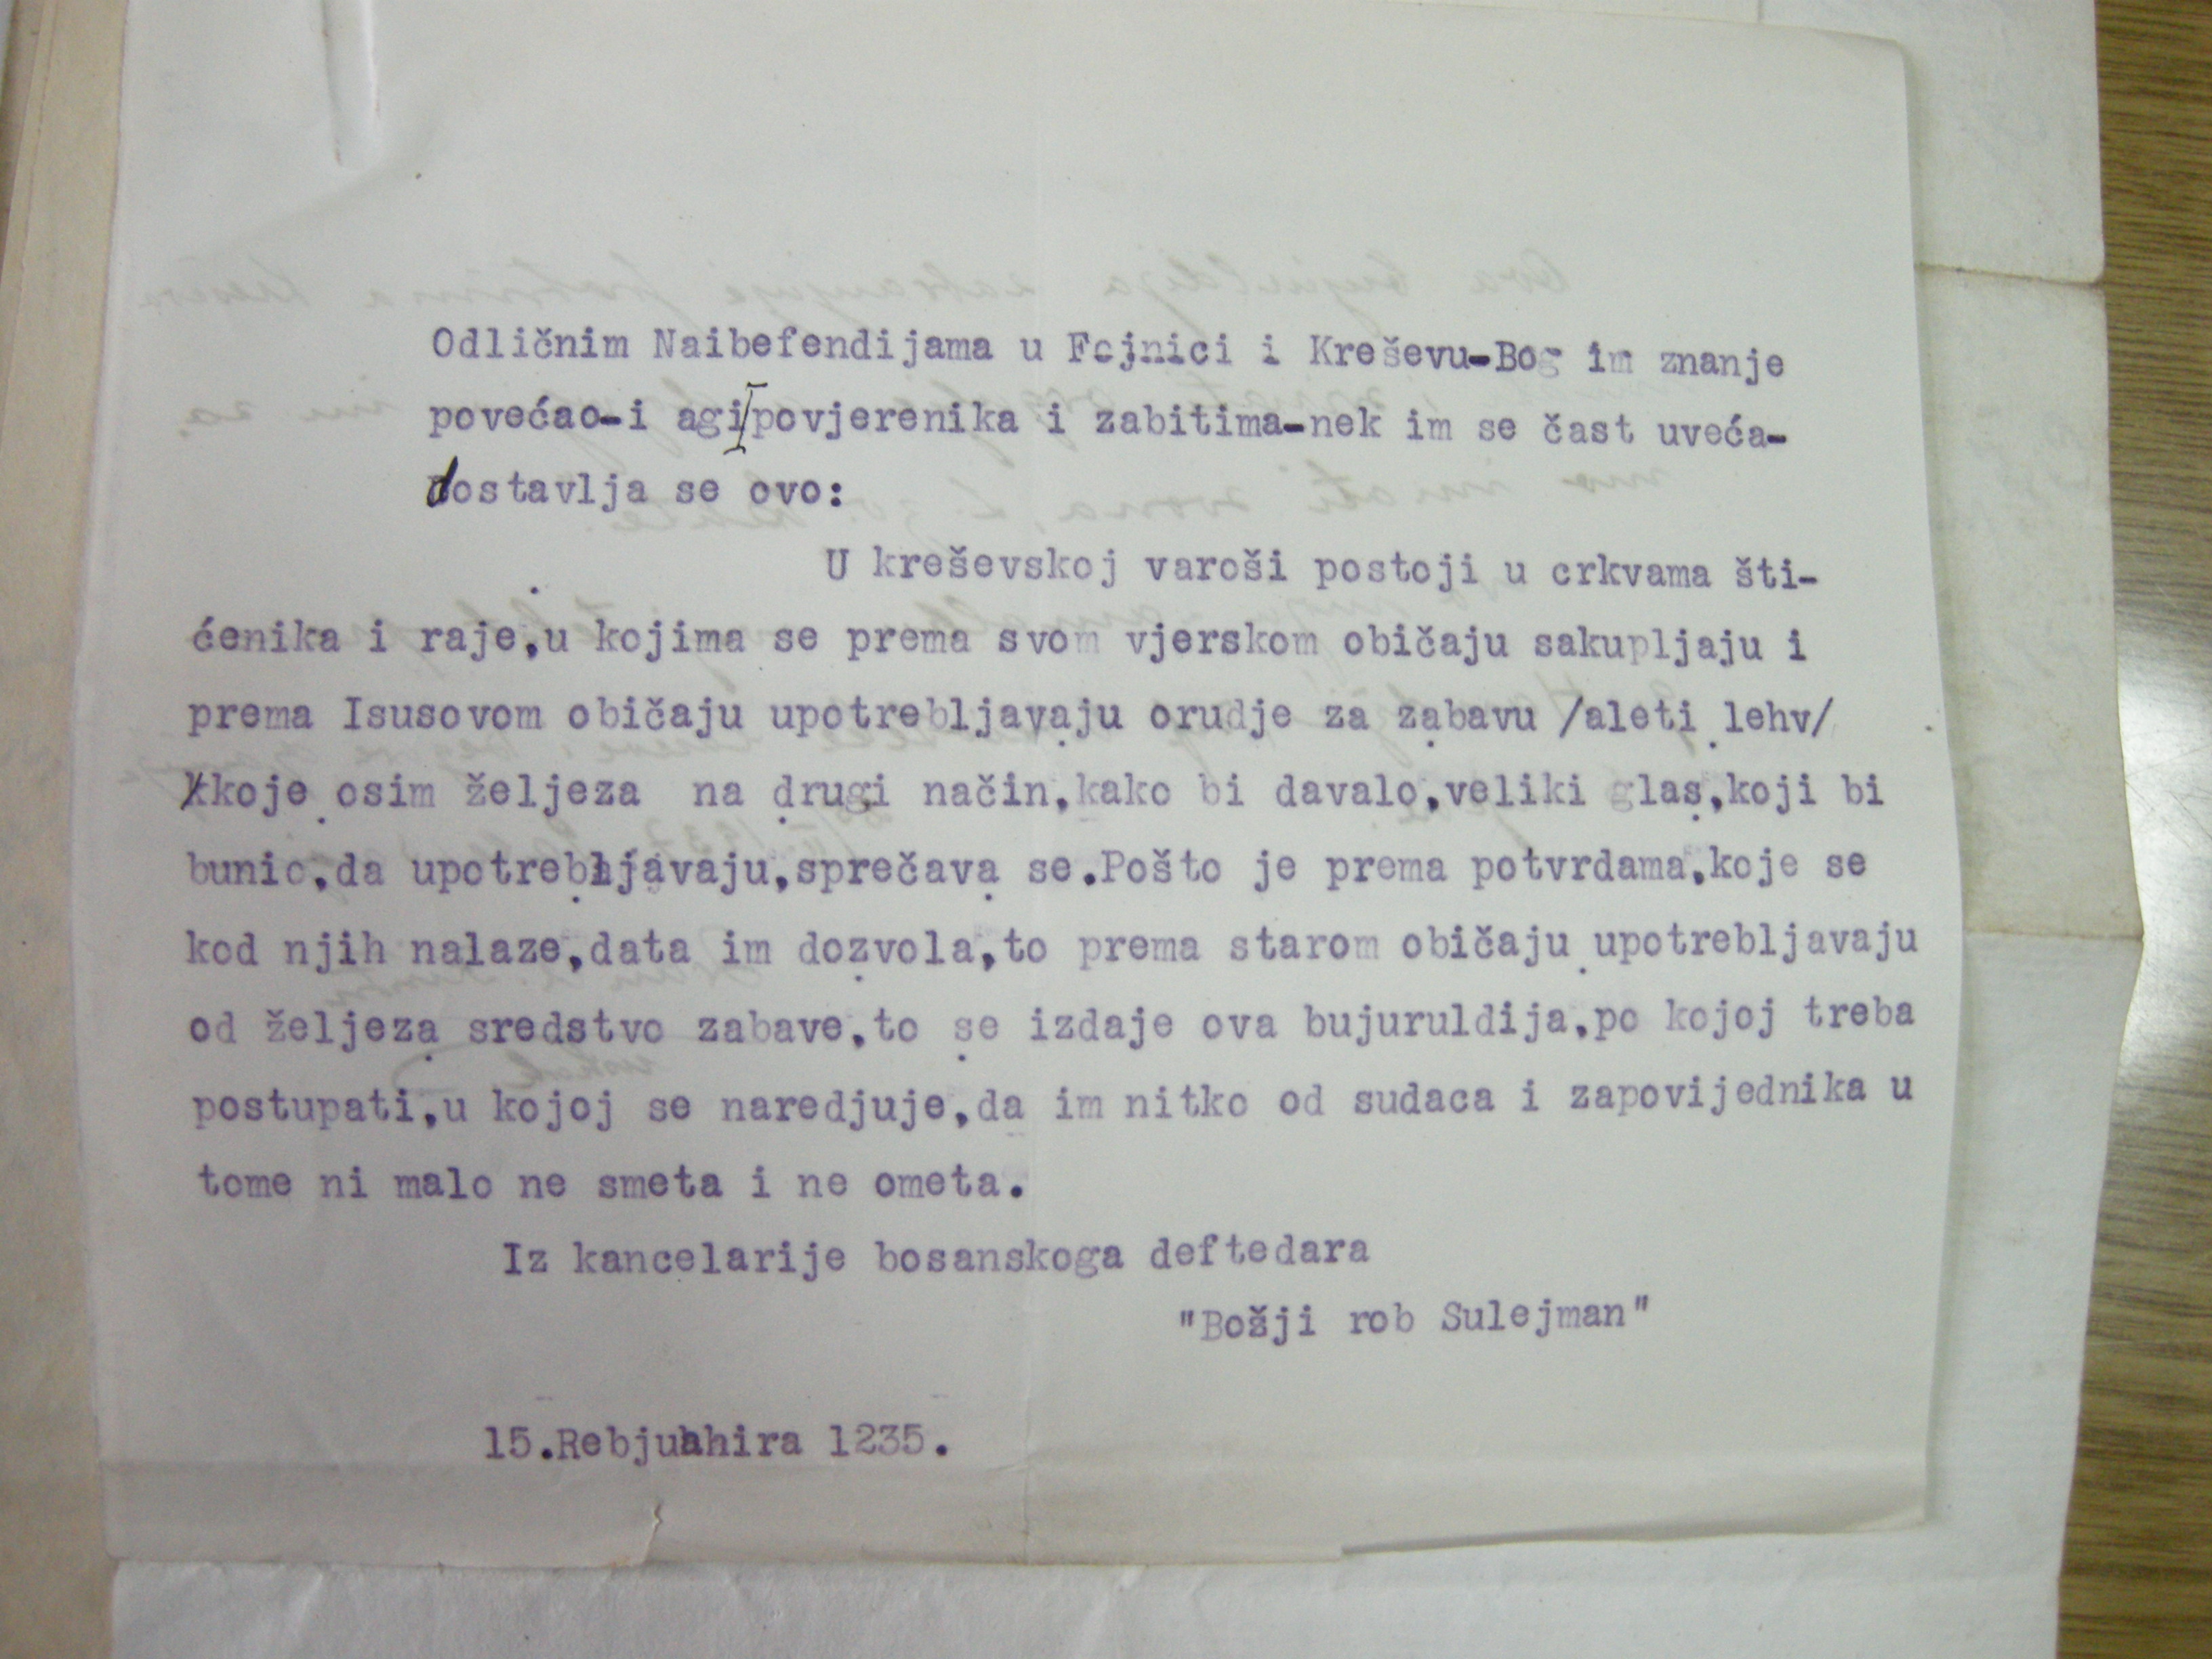 Odličnim Naibefendijama u Fojnici i Kreševu-Bog im znanje
povećao-i agi povjerenika i zabitima-nek im se čast uveća-
dostavlja se ovo:
U kreševskoj varoši postoji u crkvama šti-
ćenika i raje,u kojima se prema svom vjerskom običaju sakupljaju i
prema Isusovom običaju upotrebljavaju orudje za zabavu /aleti lehv/
koje osim željeza na drugi način,kako bi davalo,veliki glas,koji bi
bunio,da upotrebljavaju,sprečava se.Pošto je prema potvrdama,koje se
kod njih nalaze,data im dozvola,to prema starom običaju upotrebljavaju
od željeza sredstvo zabave,to se izdaje ova bujuruldija,po kojoj treba
postupati,u kojoj se naredjuje,da im nitko od sudaca i zapovijednika u
tome ni malo ne smeta i ne ometa.
Iz kancelarije bosanskoga deftedara
"Božji rob Sulejman"
15.Rebjuahira 1235.